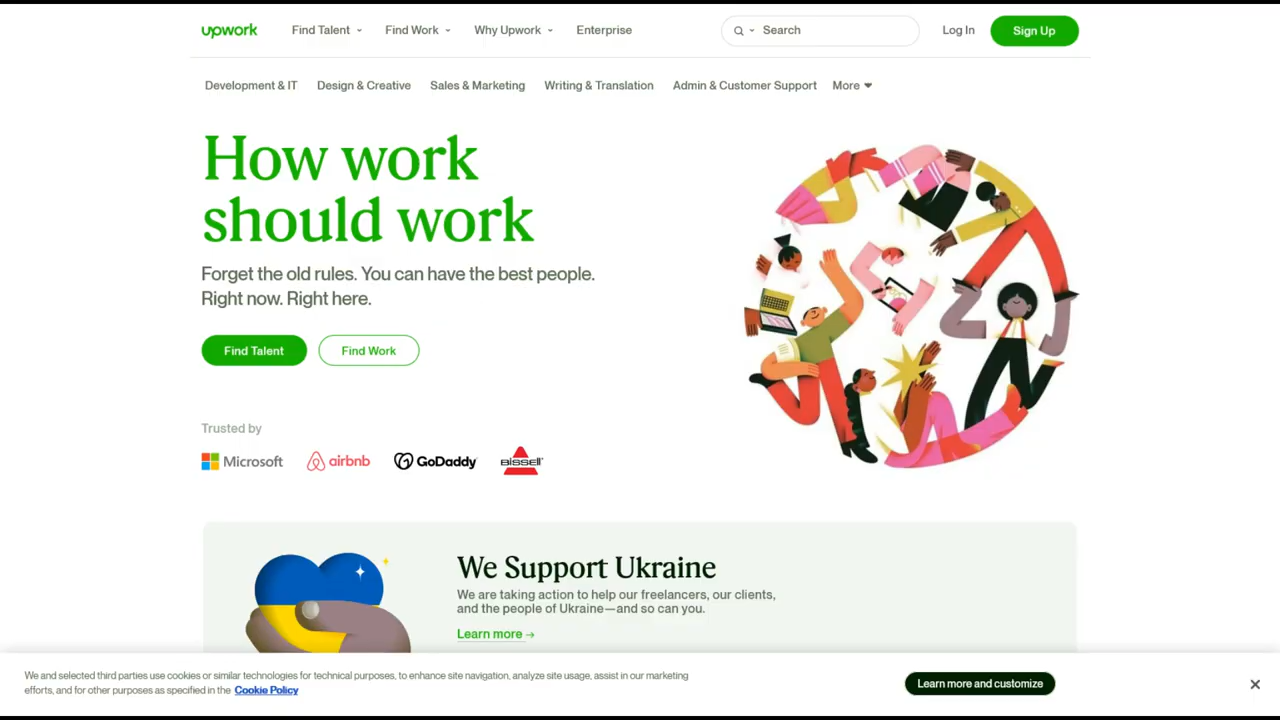 upwork Find Talent Find Work Why Upwork Enterprise Search Log In Sign Up
Development & IT Design & Creative Sales & Marketing Writing & Translation Admin & Customer Support More
How work
should work
Forget the old rules. You can have the best people.
Right now. Right here.
Find Talent Find Work
Trusted by
Microsoft airbnb GoDaddy BISSELL
We Support Ukraine
We are taking action to help our freelancers, our clients,
and the people of Ukraine—and so can you.
Learn more →
We and selected third parties use cookies or similar technologies for technical purposes, to enhance site navigation, analyze site usage, assist in our marketing
efforts, and for other purposes as specified in the Cookie Policy
Learn more and customize